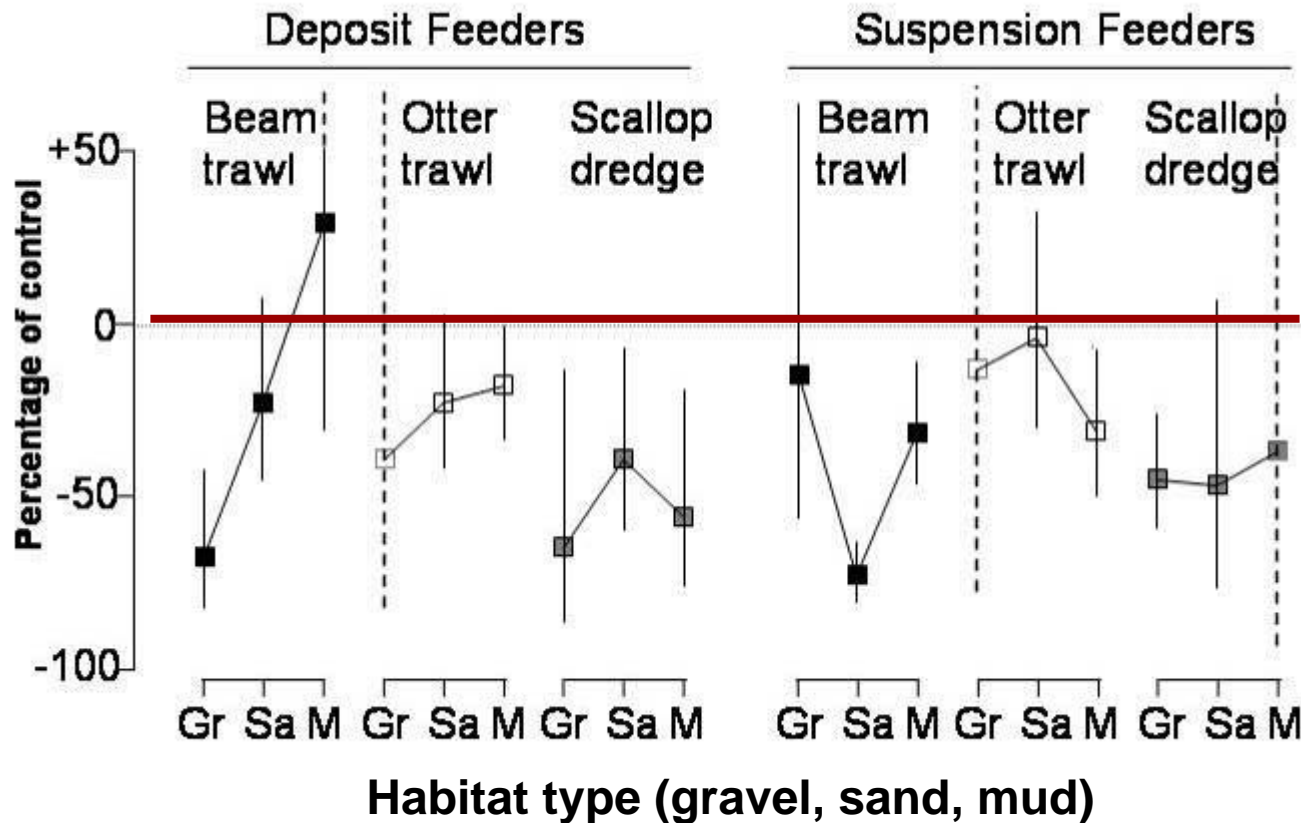 Deposit Feeders
Suspension Feeders
Beam trawl
Otter trawl
Scallop dredge
Beam trawl
Otter trawl
Scallop dredge
Percentage of control
+50
0
-50
-100
Gr Sa M Gr Sa M Gr Sa M Gr Sa M Gr Sa M Gr Sa M
Habitat type (gravel, sand, mud)